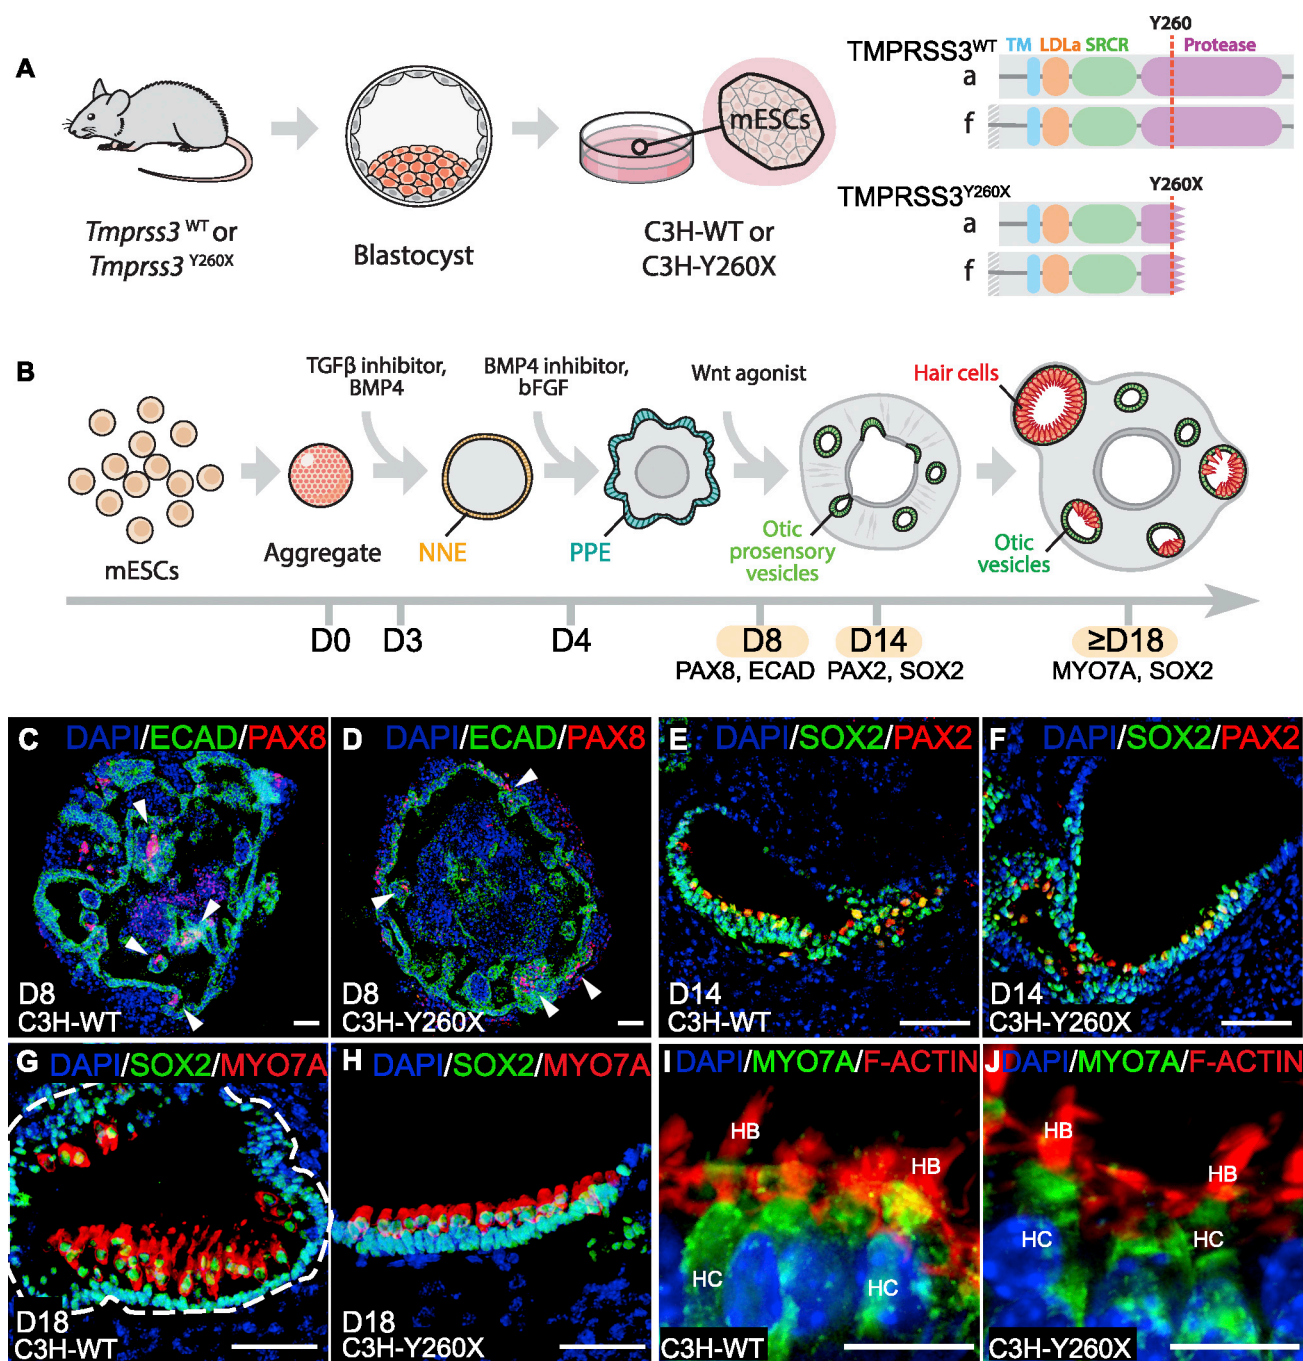 A
Tmprss3 WT or
Tmprss3 Y260X
Blastocyst
mESCs
C3H-WT or
C3H-Y260X
Y260
TMPRSS3WT
TM LDLa SRCR Protease
a
f
TMPRSS3Y260X
Y260X
a
f
B
TGFβ inhibitor,
BMP4
BMP4 inhibitor,
bFGF
Wnt agonist
Hair cells
mESCs
Aggregate
NNE
PPE
Otic
prosensory
vesicles
Otic
vesicles
D0 D3 D4 D8 D14 ≥D18
PAX8, ECAD PAX2, SOX2 MYO7A, SOX2
C DAPI/ECAD/PAX8
D8
C3H-WT
D DAPI/ECAD/PAX8
D8
C3H-Y260X
E DAPI/SOX2/PAX2
D14
C3H-WT
F DAPI/SOX2/PAX2
D14
C3H-Y260X
G DAPI/SOX2/MYO7A
D18
C3H-WT
H DAPI/SOX2/MYO7A
D18
C3H-Y260X
I DAPI/MYO7A/F-ACTIN
HB
HB
HC
HC
C3H-WT
J DAPI/MYO7A/F-ACTIN
HB
HB
HC
HC
C3H-Y260X